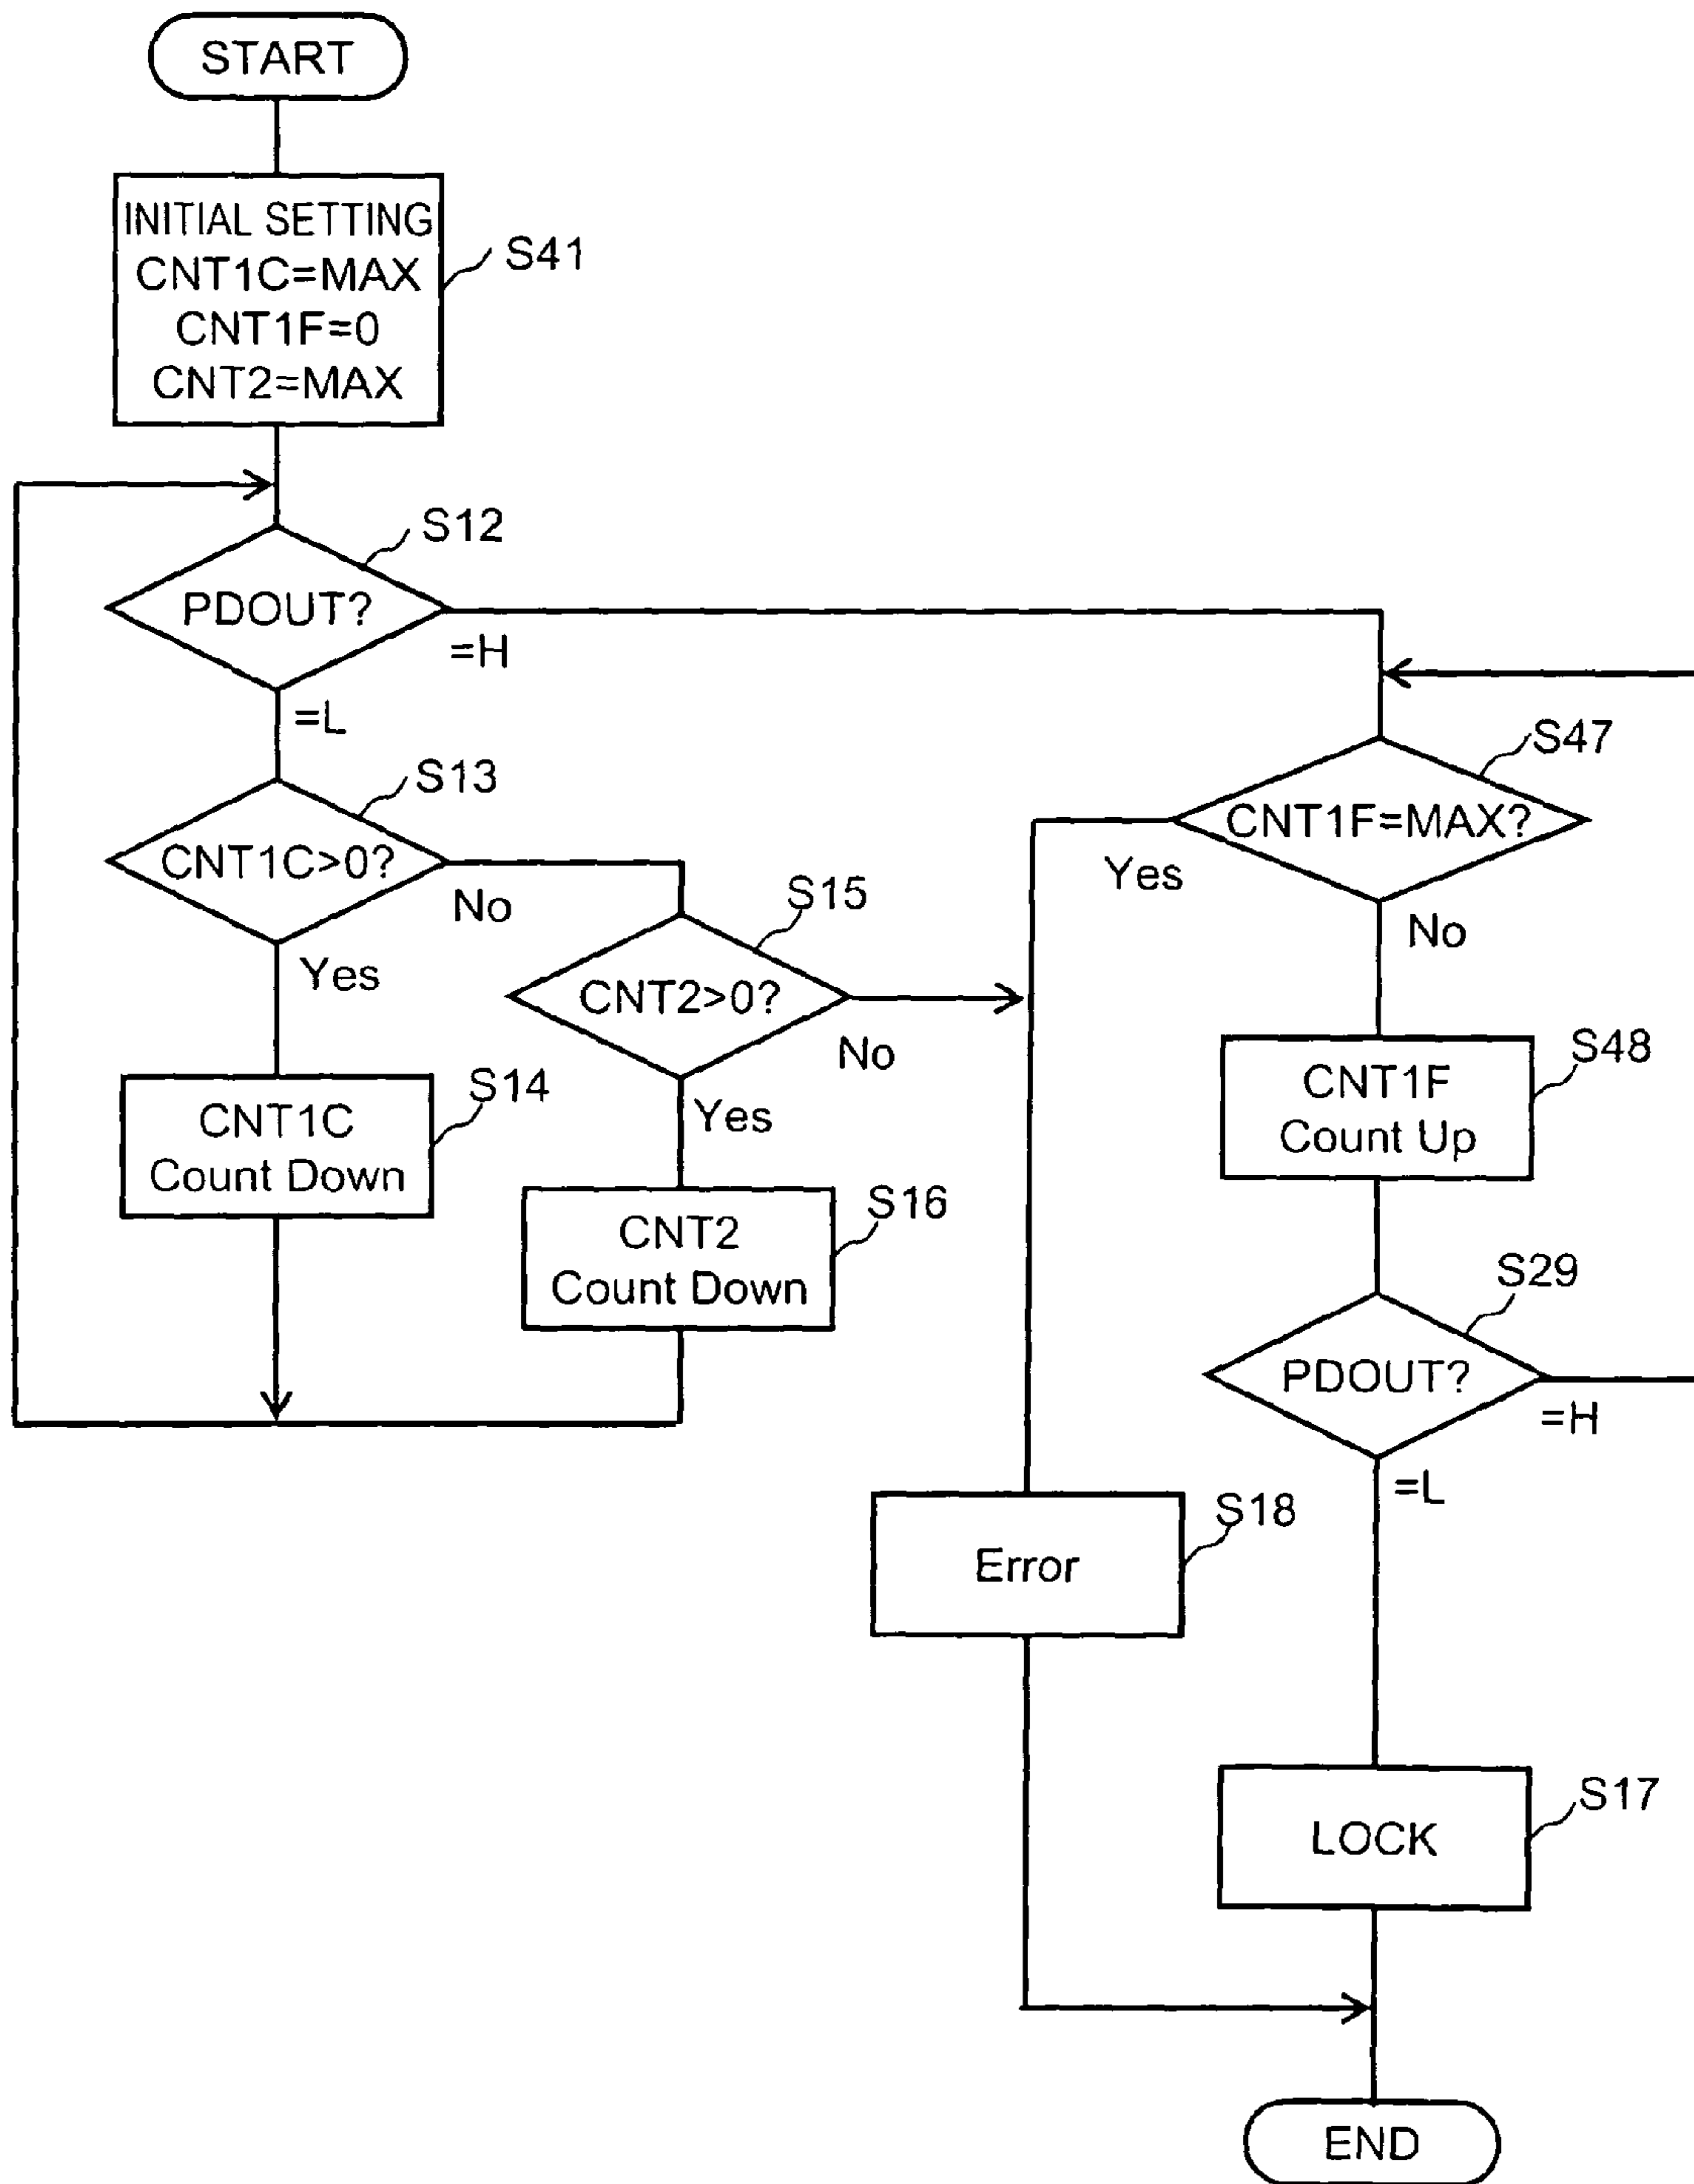 START
INITIAL SETTING
CNT1C=MAX
CNT1F=0
CNT2=MAX
S41
S12
PDOUT?
=H
=L
S13
CNT1C>0?
No
Yes
S14
CNT1C
Count Down
S15
CNT2>0?
No
Yes
S16
CNT2
Count Down
S47
CNT1F=MAX?
Yes
No
S48
CNT1F
Count Up
S29
PDOUT?
=H
=L
S18
Error
S17
LOCK
END